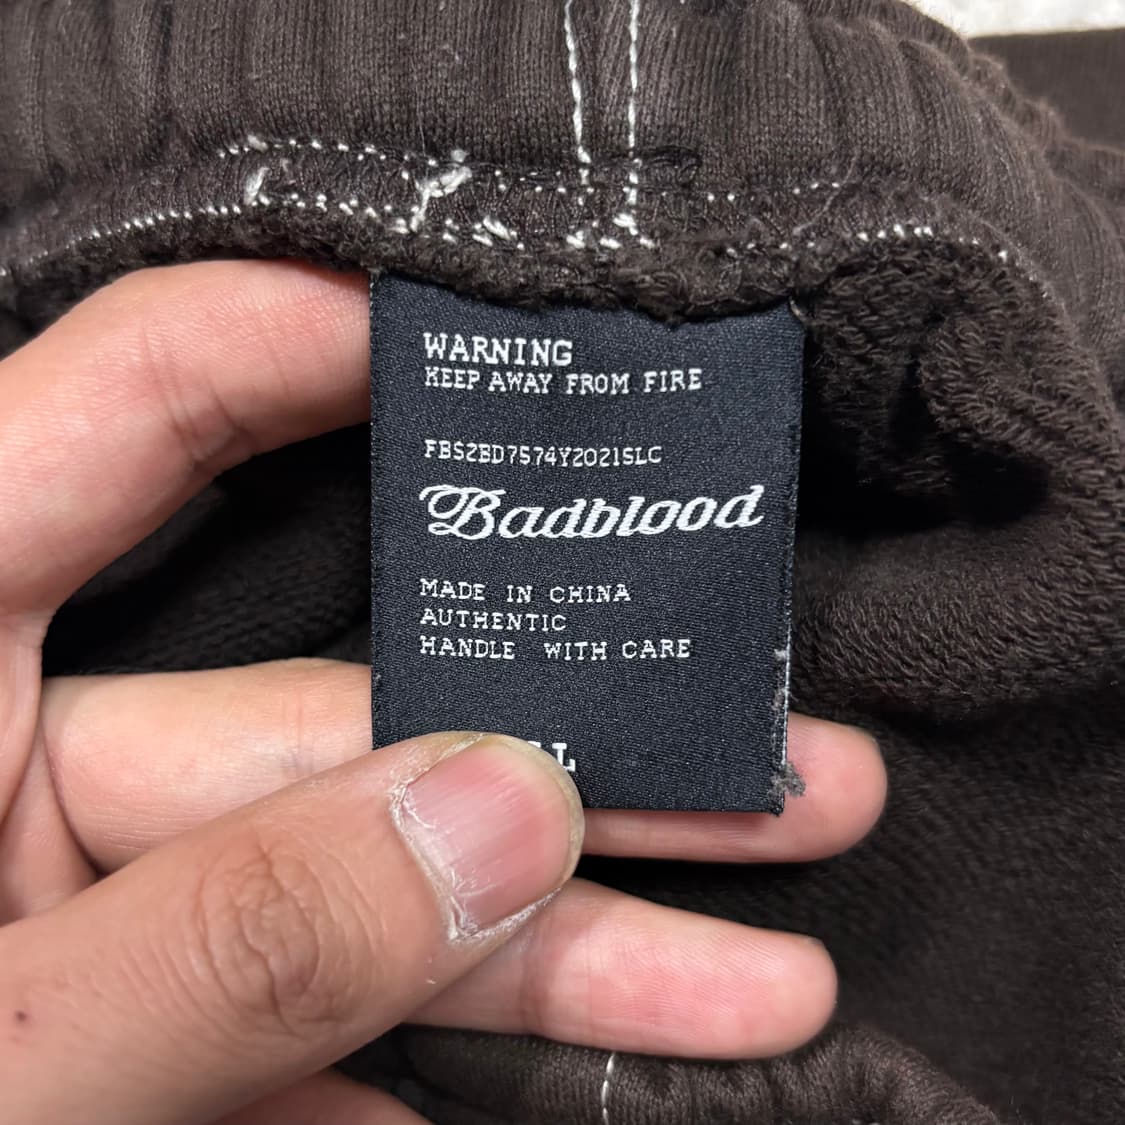 WARNING
KEEP AWAY FROM FIRE
FBS2BD7574Y2021SLC
Badblood
MADE IN CHINA
AUTHENTIC
HANDLE WITH CARE